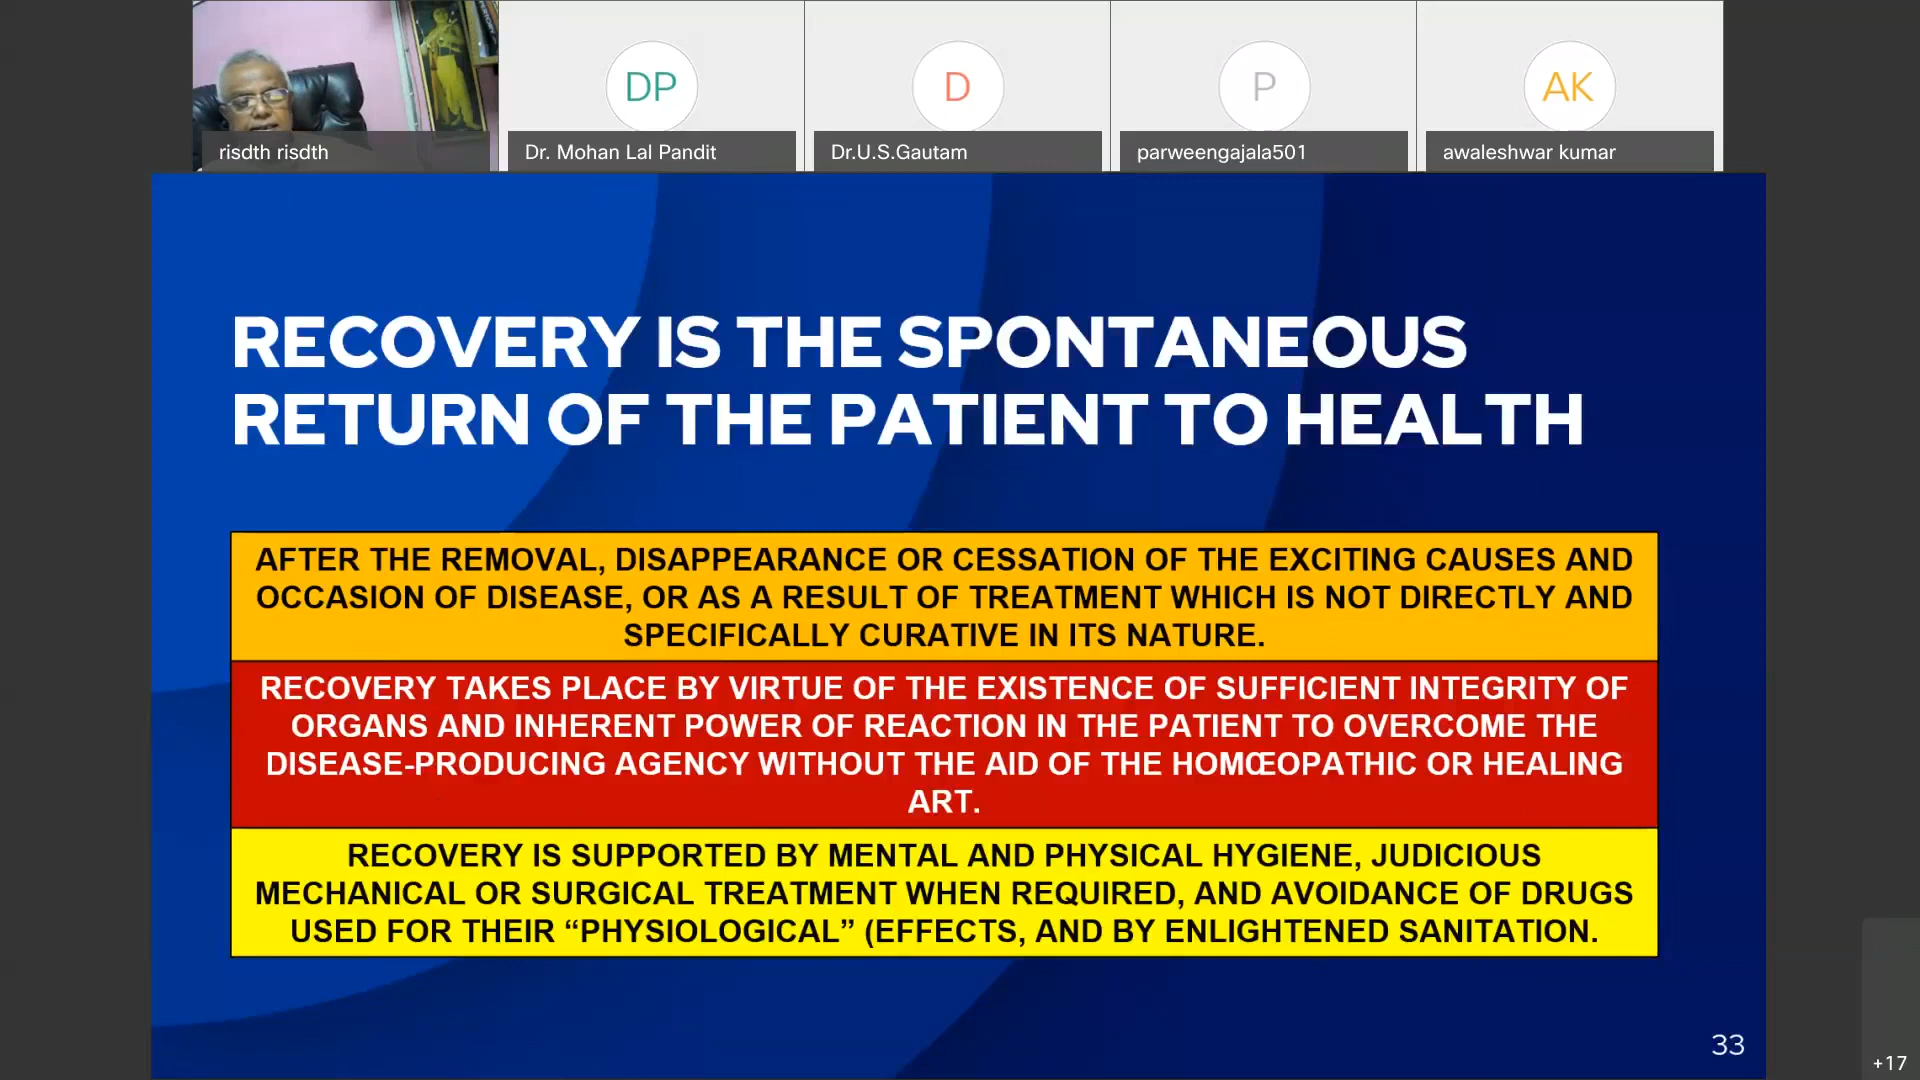 DP
D
P
AK
risdth risdth
Dr. Mohan Lal Pandit
Dr.U.S.Gautam
parweengajala501
awaleshwar kumar
RECOVERY IS THE SPONTANEOUS
RETURN OF THE PATIENT TO HEALTH
AFTER THE REMOVAL, DISAPPEARANCE OR CESSATION OF THE EXCITING CAUSES AND
OCCASION OF DISEASE, OR AS A RESULT OF TREATMENT WHICH IS NOT DIRECTLY AND
SPECIFICALLY CURATIVE IN ITS NATURE.
RECOVERY TAKES PLACE BY VIRTUE OF THE EXISTENCE OF SUFFICIENT INTEGRITY OF
ORGANS AND INHERENT POWER OF REACTION IN THE PATIENT TO OVERCOME THE
DISEASE-PRODUCING AGENCY WITHOUT THE AID OF THE HOMŒOPATHIC OR HEALING
ART.
RECOVERY IS SUPPORTED BY MENTAL AND PHYSICAL HYGIENE, JUDICIOUS
MECHANICAL OR SURGICAL TREATMENT WHEN REQUIRED, AND AVOIDANCE OF DRUGS
USED FOR THEIR “PHYSIOLOGICAL” (EFFECTS, AND BY ENLIGHTENED SANITATION.
33
+17